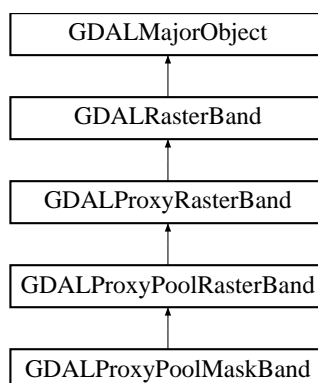 GDALMajorObject
GDALRasterBand
GDALProxyRasterBand
GDALProxyPoolRasterBand
GDALProxyPoolMaskBand